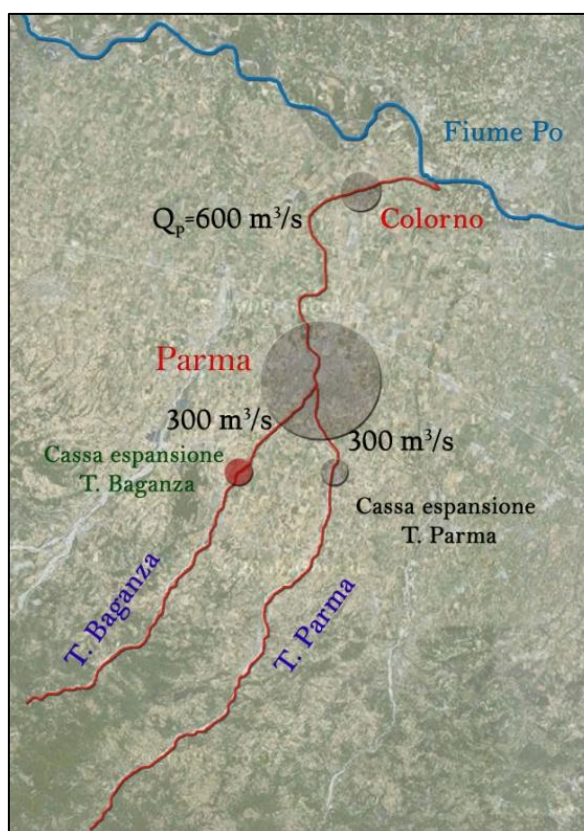 Fiume Po
Qp=600 m³/s
Colorno
Parma
300 m³/s
300 m³/s
Cassa espansione
T. Baganza
Cassa espansione
T. Parma
T. Baganza
T. Parma